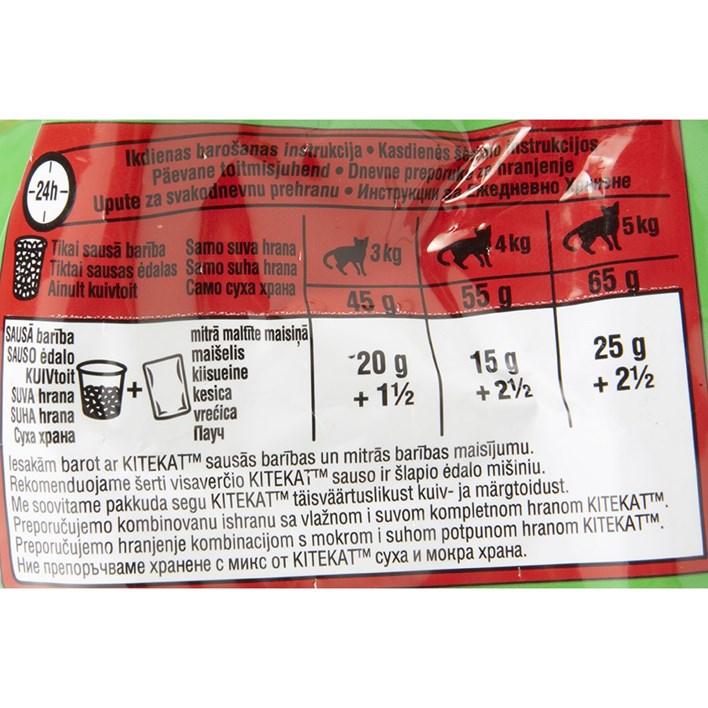 Ikdienas barošanas instrukcija • Kasdienės instrukcijos
Päevane toitmisjuhend • Dnevne hranjenje
Upute za svakodnevnu prehranu • Инструкции за ежедневно
24h
Tikai sausā barība Samo suva hrana
Tiktai sausas ėdalas Samo suha hrana
Ainult kuivtoit Само суха храна
3 kg 4 kg 5 kg
45 g 55 g 65 g
SAUSĀ barība mitrā maltīte maisiņā
SAUSO ėdalo maišelis
KUIVtoit kiisueine
SUVA hrana kesica
SUHA hrana vrećica
Суха храна Пауч
+
20 g 15 g 25 g
+ 1½ + 2½ + 2½
Iesakām barot ar KITEKAT™ sausās barības un mitrās barības maisījumu.
Rekomenduojame šerti visaverčio KITEKAT™ sauso ir šlapio ėdalo mišiniu.
Me soovitame pakkuda segu KITEKAT™ täisväärtuslikust kuiv- ja märgtoidust.
Preporučujemo kombinovanu ishranu sa vlažnom i suvom kompletnom hranom KITEKAT™.
Preporučujemo hranjenje kombinacijom s mokrom i suhom potpunom hranom KITEKAT™.
Ние препоръчваме хранене с микс от KITEKAT™ суха и мокра храна.